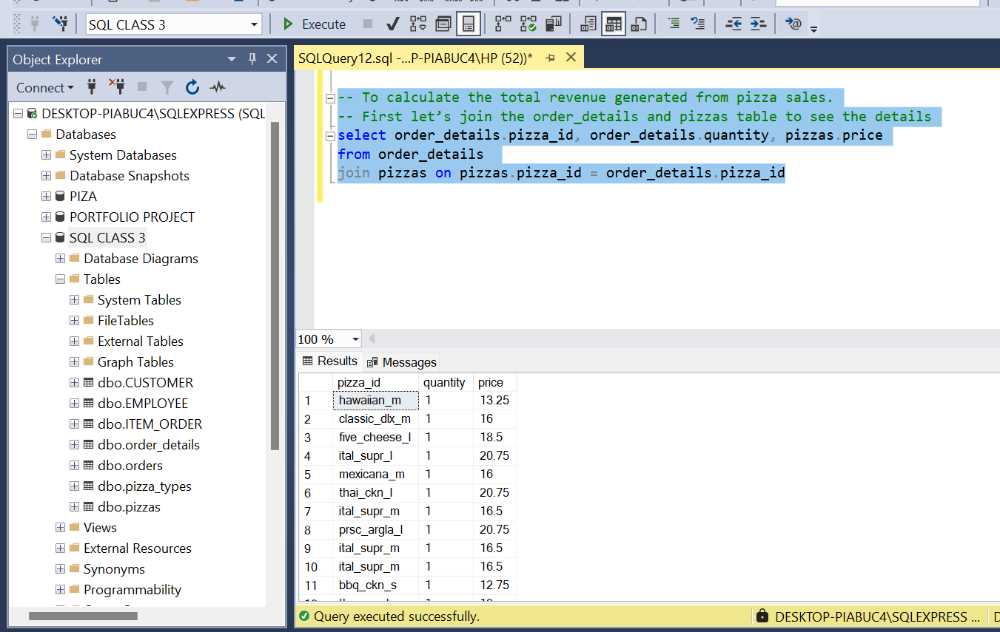 SQL CLASS 3
Execute
Object Explorer
Connect
DESKTOP-PIABUC4\SQLEXPRESS (SQL
Databases
System Databases
Database Snapshots
PIZA
PORTFOLIO PROJECT
SQL CLASS 3
Database Diagrams
Tables
System Tables
FileTables
External Tables
Graph Tables
dbo.CUSTOMER
dbo.EMPLOYEE
dbo.ITEM_ORDER
dbo.order_details
dbo.orders
dbo.pizza_types
dbo.pizzas
Views
External Resources
Synonyms
Programmability
SQLQuery12.sql -...P-PIABUC4\HP (52))*
-- To calculate the total revenue generated from pizza sales.
-- First let’s join the order_details and pizzas table to see the details
select order_details.pizza_id, order_details.quantity, pizzas.price
from order_details
join pizzas on pizzas.pizza_id = order_details.pizza_id
100 %
Results Messages
pizza_id quantity price
1 hawaiian_m 1 13.25
2 classic_dlx_m 1 16
3 five_cheese_l 1 18.5
4 ital_supr_l 1 20.75
5 mexicana_m 1 16
6 thai_ckn_l 1 20.75
7 ital_supr_m 1 16.5
8 prsc_argla_l 1 20.75
9 ital_supr_m 1 16.5
10 ital_supr_m 1 16.5
11 bbq_ckn_s 1 12.75
Query executed successfully.
DESKTOP-PIABUC4\SQLEXPRESS ...